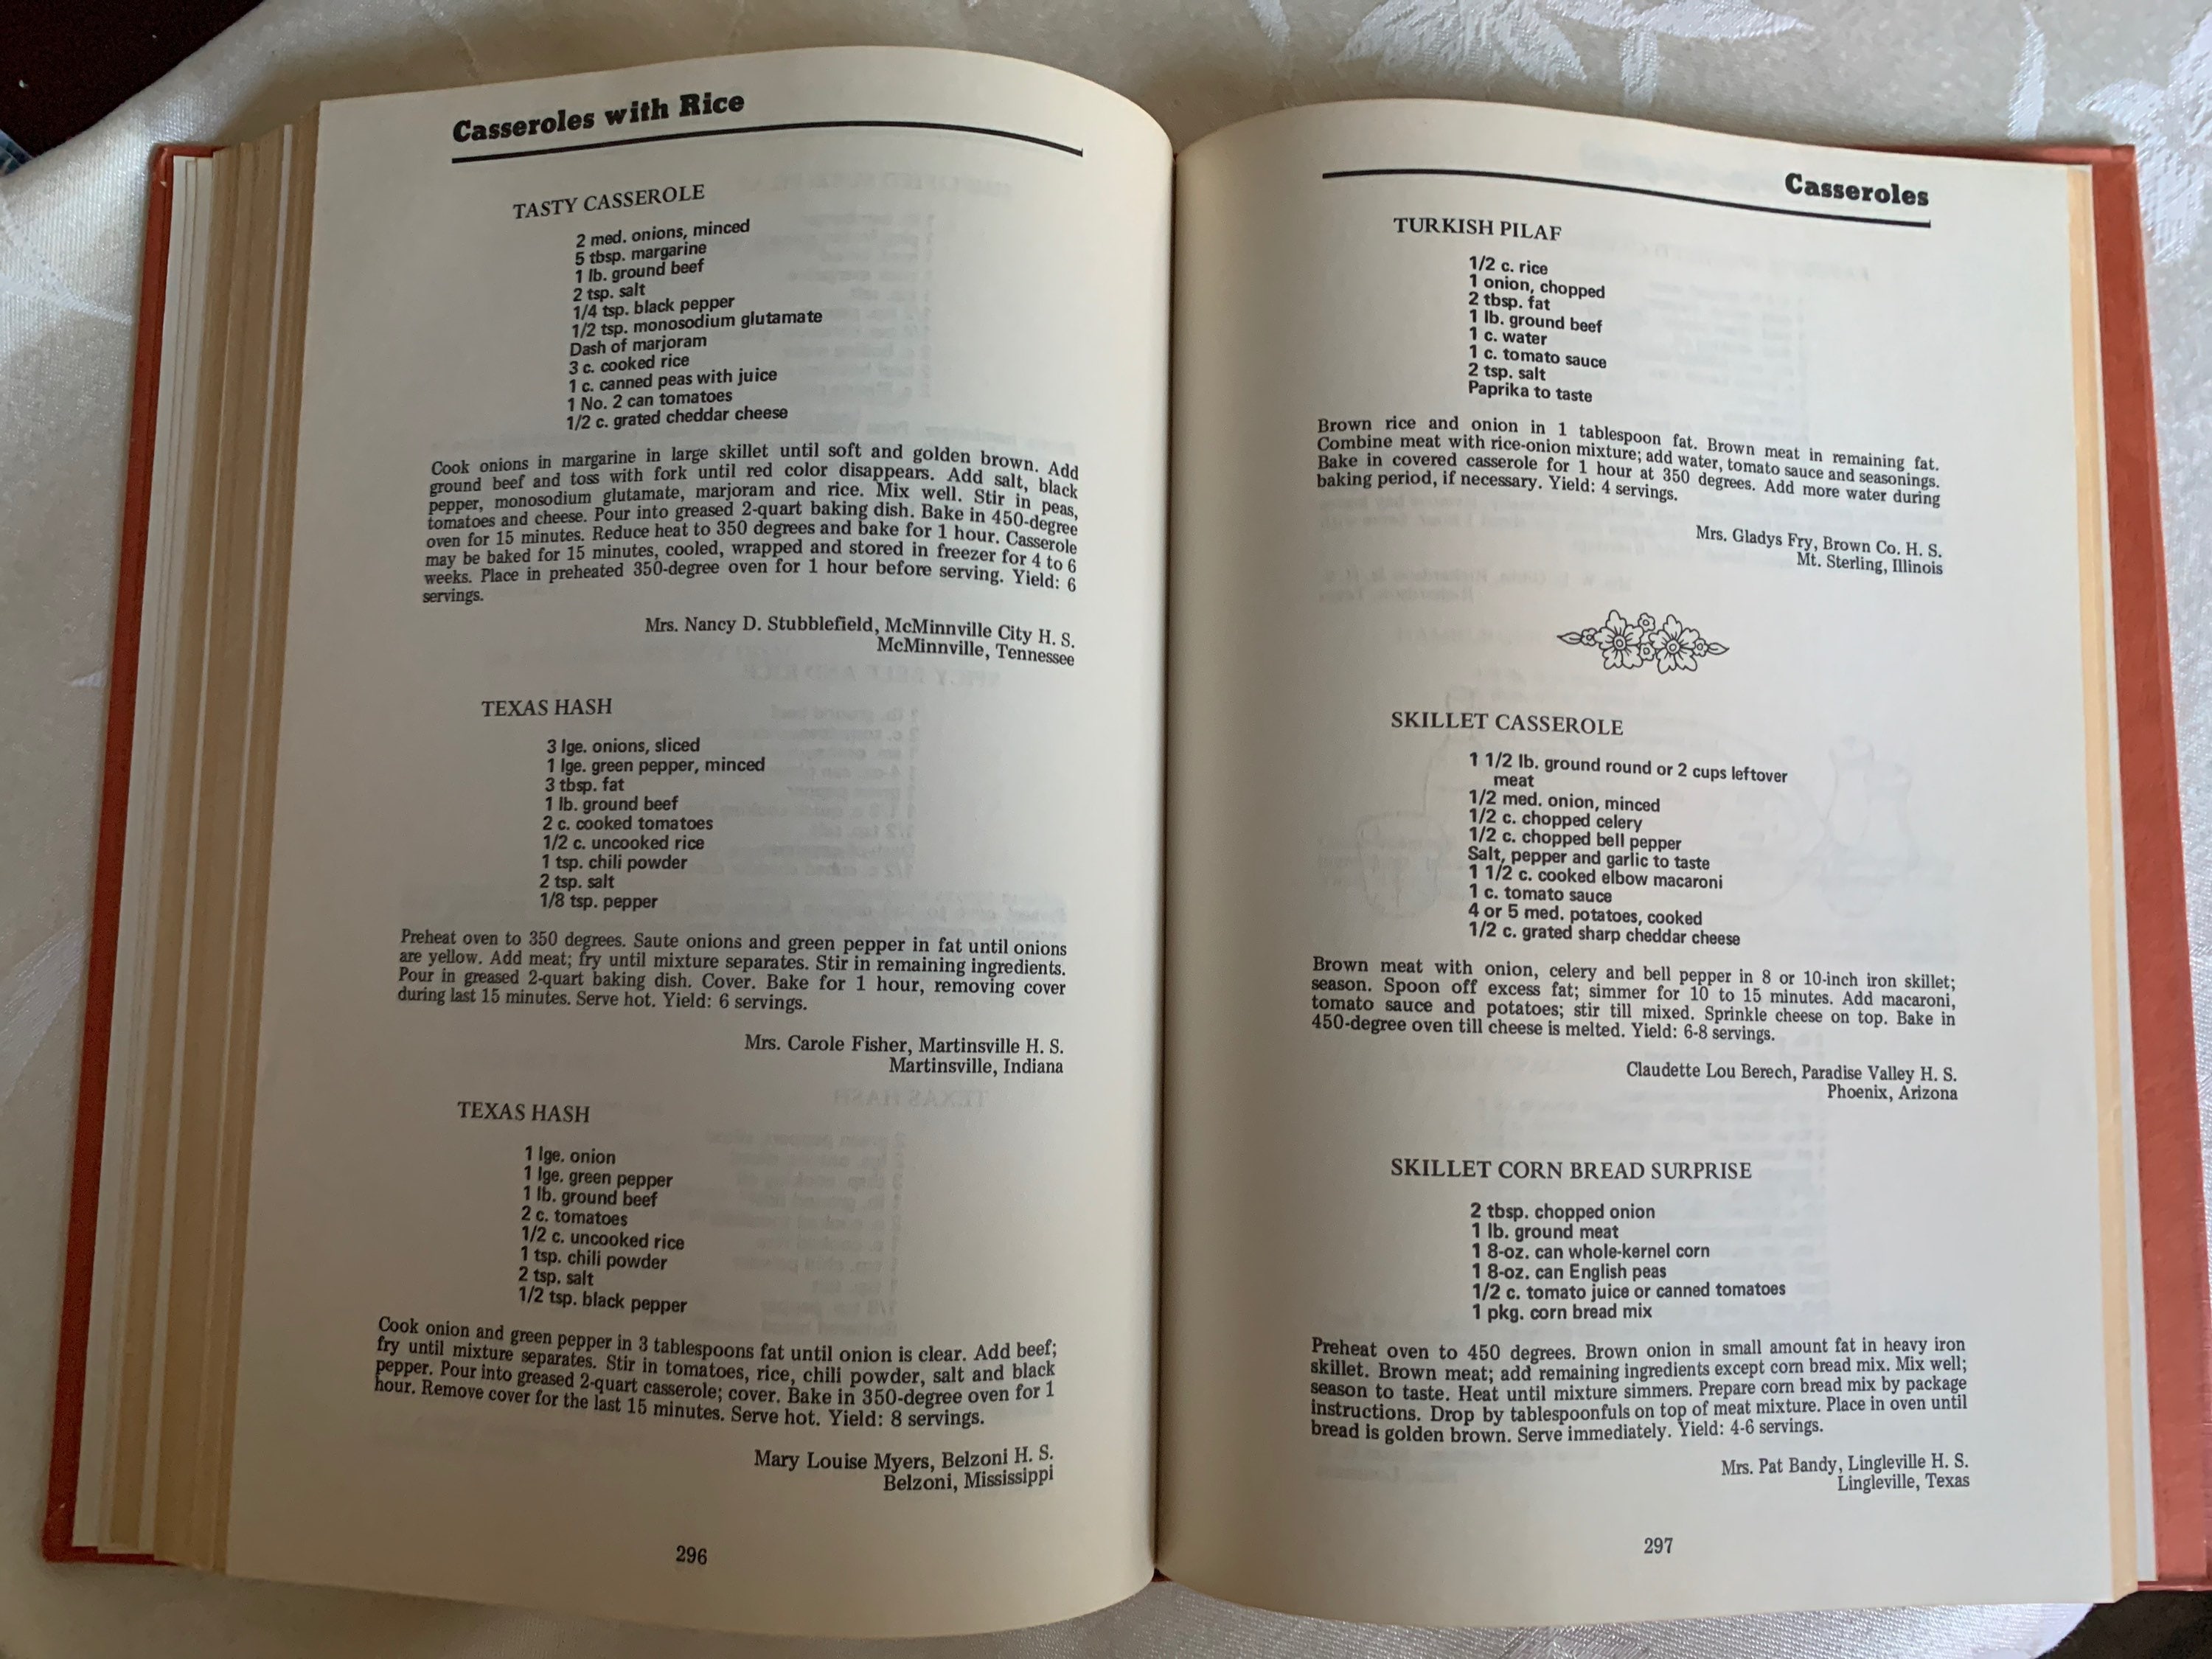 Casseroles with Rice
TASTY CASSEROLE
2 med. onions, minced
5 tbsp. margarine
1 lb. ground beef
2 tsp. salt
1/4 tsp. black pepper
1/2 tsp. monosodium glutamate
Dash of marjoram
3 c. cooked rice
1 c. canned peas with juice
1 No. 2 can tomatoes
1/2 c. grated cheddar cheese
Cook onions in margarine in large skillet until soft and golden brown. Add
ground beef and toss with fork until red color disappears. Add salt, black
pepper, monosodium glutamate, marjoram and rice. Mix well. Stir in peas,
tomatoes and cheese. Pour into greased 2-quart baking dish. Bake in 450-degree
oven for 15 minutes. Reduce heat to 350 degrees and bake for 1 hour. Casserole
may be baked for 15 minutes, cooled, wrapped and stored in freezer for 4 to 6
weeks. Place in preheated 350-degree oven for 1 hour before serving. Yield: 6
servings.
Mrs. Nancy D. Stubblefield, McMinnville City H. S.
McMinnville, Tennessee
TEXAS HASH
3 lge. onions, sliced
1 lge. green pepper, minced
3 tbsp. fat
1 lb. ground beef
2 c. cooked tomatoes
1/2 c. uncooked rice
1 tsp. chili powder
2 tsp. salt
1/8 tsp. pepper
Preheat oven to 350 degrees. Saute onions and green pepper in fat until onions
are yellow. Add meat; fry until mixture separates. Stir in remaining ingredients.
Pour in greased 2-quart baking dish. Cover. Bake for 1 hour, removing cover
during last 15 minutes. Serve hot. Yield: 6 servings.
Mrs. Carole Fisher, Martinsville H. S.
Martinsville, Indiana
TEXAS HASH
1 lge. onion
1 lge. green pepper
1 lb. ground beef
2 c. tomatoes
1/2 c. uncooked rice
1 tsp. chili powder
2 tsp. salt
1/2 tsp. black pepper
Cook onion and green pepper in 3 tablespoons fat until onion is clear. Add beef;
fry until mixture separates. Stir in tomatoes, rice, chili powder, salt and black
pepper. Pour into greased 2-quart casserole; cover. Bake in 350-degree oven for 1
hour. Remove cover for the last 15 minutes. Serve hot. Yield: 8 servings.
Mary Louise Myers, Belzoni H. S.
Belzoni, Mississippi
296
Casseroles
TURKISH PILAF
1/2 c. rice
1 onion, chopped
2 tbsp. fat
1 lb. ground beef
1 c. water
1 c. tomato sauce
2 tsp. salt
Paprika to taste
Brown rice and onion in 1 tablespoon fat. Brown meat in remaining fat.
Combine meat with rice-onion mixture; add water, tomato sauce and seasonings.
Bake in covered casserole for 1 hour at 350 degrees. Add more water during
baking period, if necessary. Yield: 4 servings.
Mrs. Gladys Fry, Brown Co. H. S.
Mt. Sterling, Illinois
SKILLET CASSEROLE
1 1/2 lb. ground round or 2 cups leftover
meat
1/2 med. onion, minced
1/2 c. chopped celery
1/2 c. chopped bell pepper
Salt, pepper and garlic to taste
1 1/2 c. cooked elbow macaroni
1 c. tomato sauce
4 or 5 med. potatoes, cooked
1/2 c. grated sharp cheddar cheese
Brown meat with onion, celery and bell pepper in 8 or 10-inch iron skillet;
season. Spoon off excess fat; simmer for 10 to 15 minutes. Add macaroni,
tomato sauce and potatoes; stir till mixed. Sprinkle cheese on top. Bake in
450-degree oven till cheese is melted. Yield: 6-8 servings.
Claudette Lou Berech, Paradise Valley H. S.
Phoenix, Arizona
SKILLET CORN BREAD SURPRISE
2 tbsp. chopped onion
1 lb. ground meat
1 8-oz. can whole-kernel corn
1 8-oz. can English peas
1/2 c. tomato juice or canned tomatoes
1 pkg. corn bread mix
Preheat oven to 450 degrees. Brown onion in small amount fat in heavy iron
skillet. Brown meat; add remaining ingredients except corn bread mix. Mix well;
season to taste. Heat until mixture simmers. Prepare corn bread mix by package
instructions. Drop by tablespoonfuls on top of meat mixture. Place in oven until
bread is golden brown. Serve immediately. Yield: 4-6 servings.
Mrs. Pat Bandy, Lingleville H. S.
Lingleville, Texas
297